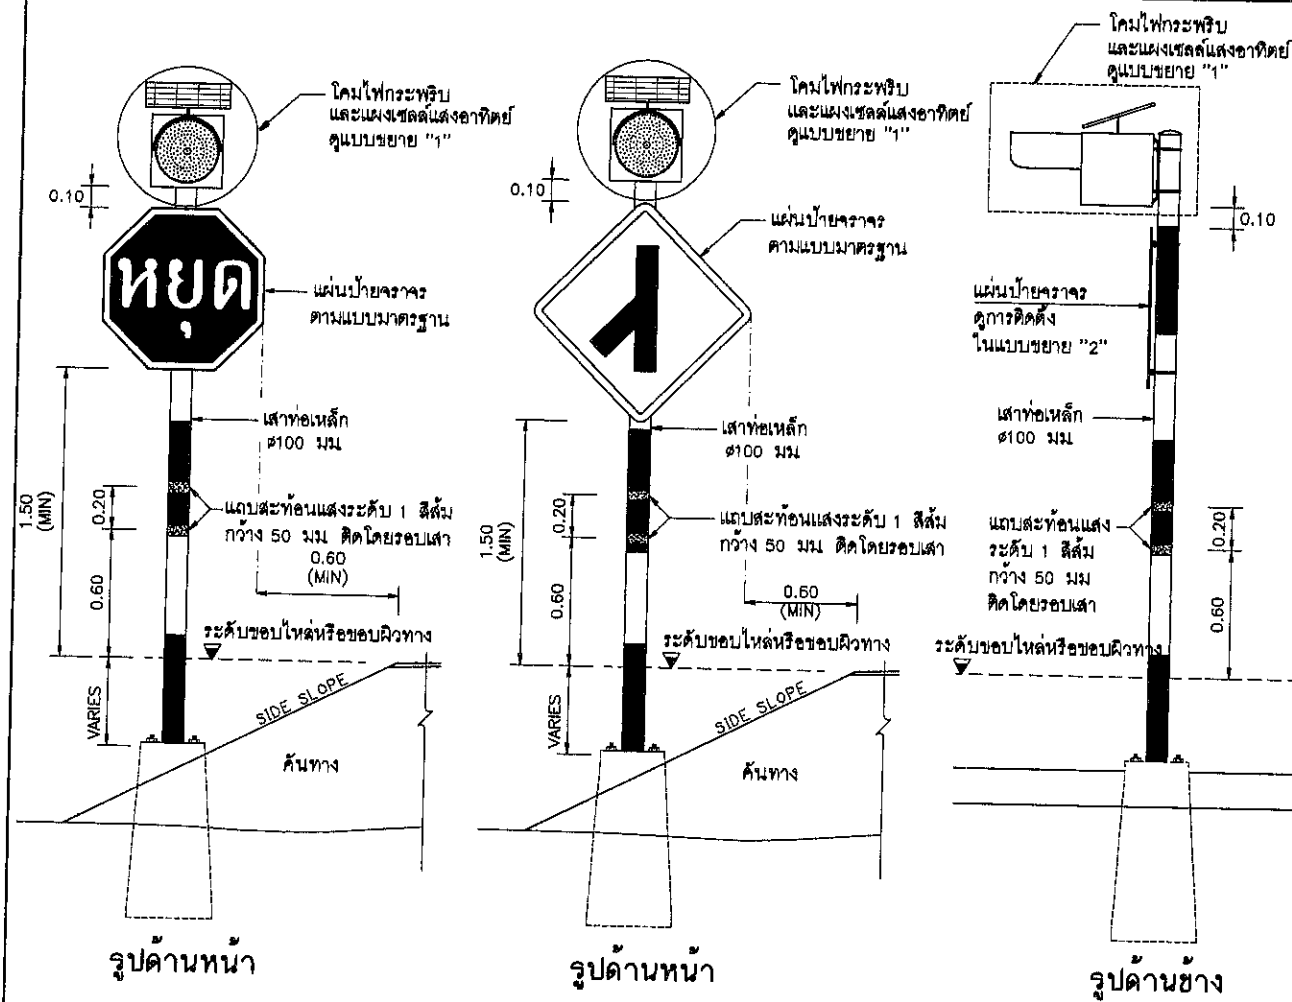 โคมไฟกระพริบ
และแผงเซลล์แสงอาทิตย์
ดูแบบขยาย "1"
0.10
หยุด
แผ่นป้ายจราจร
ตามแบบมาตรฐาน
เสาท่อเหล็ก
ø100 มม
1.50
(MIN)
0.20
แถบสะท้อนแสงระดับ 1 สีส้ม
กว้าง 50 มม ติดโดยรอบเสา
0.60
(MIN)
0.60
ระดับขอบไหล่หรือขอบผิวทาง
VARIES
SIDE SLOPE
คันทาง
รูปด้านหน้า
โคมไฟกระพริบ
และแผงเซลล์แสงอาทิตย์
ดูแบบขยาย "1"
0.10
แผ่นป้ายจราจร
ตามแบบมาตรฐาน
เสาท่อเหล็ก
ø100 มม
1.50
(MIN)
0.20
แถบสะท้อนแสงระดับ 1 สีส้ม
กว้าง 50 มม ติดโดยรอบเสา
0.60
0.60
(MIN)
ระดับขอบไหล่หรือขอบผิวทาง
VARIES
SIDE SLOPE
คันทาง
รูปด้านหน้า
โคมไฟกระพริบ
และแผงเซลล์แสงอาทิตย์
ดูแบบขยาย "1"
0.10
แผ่นป้ายจราจร
ดูการติดตั้ง
ในแบบขยาย "2"
เสาท่อเหล็ก
ø100 มม
แถบสะท้อนแสง
ระดับ 1 สีส้ม
กว้าง 50 มม
ติดโดยรอบเสา
0.20
0.60
ระดับขอบไหล่หรือขอบผิวทาง
รูปด้านข้าง